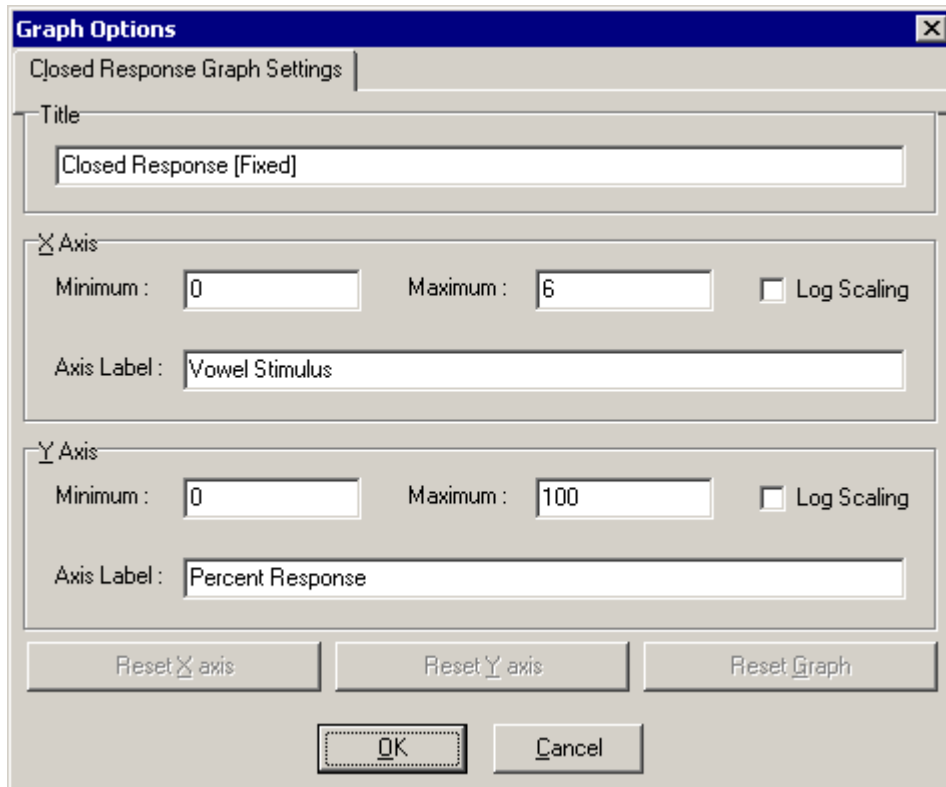 Graph Options
Closed Response Graph Settings
Title
Closed Response [Fixed]
X Axis
Minimum : 0 Maximum : 6 Log Scaling
Axis Label : Vowel Stimulus
Y Axis
Minimum : 0 Maximum : 100 Log Scaling
Axis Label : Percent Response
Reset X axis Reset Y axis Reset Graph
OK Cancel